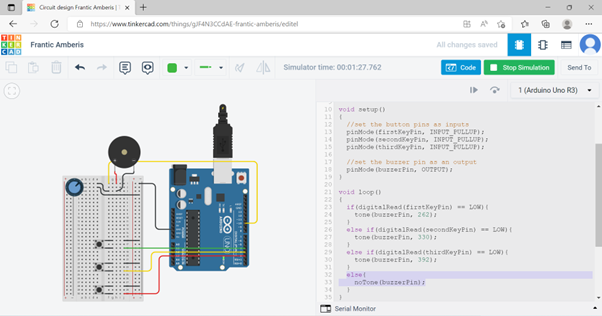 Circuit design Frantic Amberis | T
https://www.tinkercad.com/things/gJF4N3CCdAE-frantic-amberis/editel
TIN
KER
CAD
Frantic Amberis
All changes saved
Simulator time: 00:01:27.762
Code
Stop Simulation
Send To
1 (Arduino Uno R3)
10 void setup()
11 {
12 //set the button pins as inputs
13 pinMode(firstKeyPin, INPUT_PULLUP);
14 pinMode(secondKeyPin, INPUT_PULLUP);
15 pinMode(thirdKeyPin, INPUT_PULLUP);
16
17 //set the buzzer pin as an output
18 pinMode(buzzerPin, OUTPUT);
19 }
20
21 void loop()
22 {
23 if(digitalRead(firstKeyPin) == LOW){
24 tone(buzzerPin, 262);
25 }
26 else if(digitalRead(secondKeyPin) == LOW){
27 tone(buzzerPin, 330);
28 }
29 else if(digitalRead(thirdKeyPin) == LOW){
30 tone(buzzerPin, 392);
31 }
32 else{
33 noTone(buzzerPin);
34 }
35 }
Serial Monitor
UNO